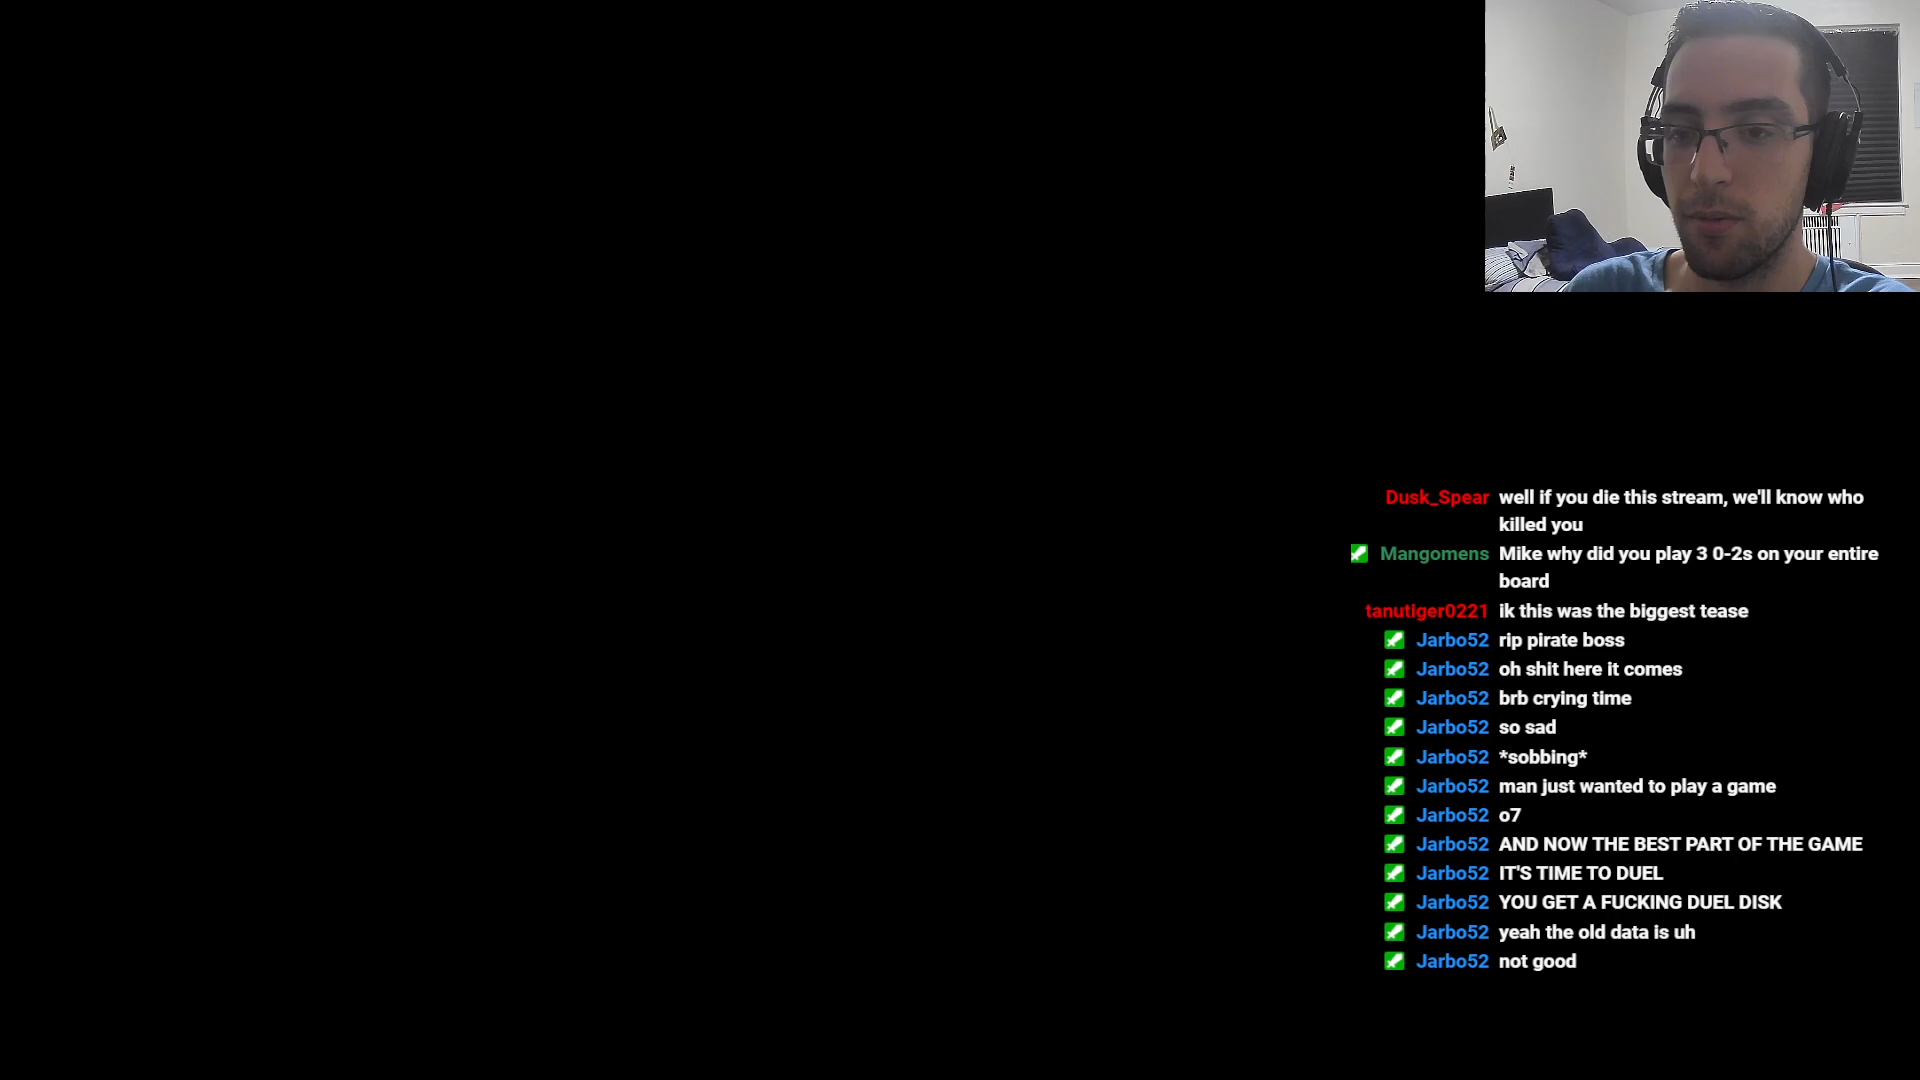 Dusk_Spear well if you die this stream, we'll know who
killed you
Mangomens Mike why did you play 3 0-2s on your entire
board
tanutiger0221 ik this was the biggest tease
Jarbo52 rip pirate boss
Jarbo52 oh shit here it comes
Jarbo52 brb crying time
Jarbo52 so sad
Jarbo52 *sobbing*
Jarbo52 man just wanted to play a game
Jarbo52 o7
Jarbo52 AND NOW THE BEST PART OF THE GAME
Jarbo52 IT'S TIME TO DUEL
Jarbo52 YOU GET A FUCKING DUEL DISK
Jarbo52 yeah the old data is uh
Jarbo52 not good